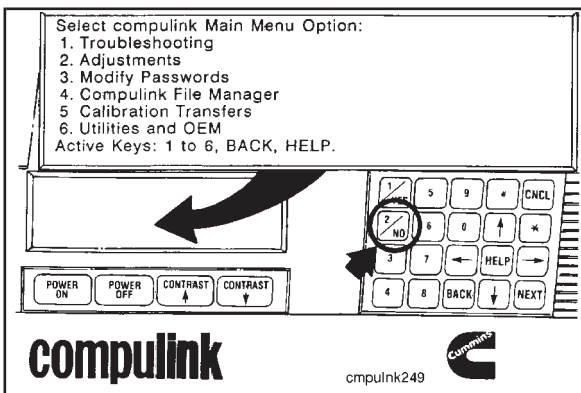 Select compulink Main Menu Option:
1. Troubleshooting
2. Adjustments
3. Modify Passwords
4. Compulink File Manager
5 Calibration Transfers
6. Utilities and OEM
Active Keys: 1 to 6, BACK, HELP.
1/YES 5 9 # CNCL
2/NO 6 0 ↑ *
3 7 ← HELP →
4 8 BACK ↓ NEXT
POWER ON POWER OFF CONTRAST ↑ CONTRAST ↓
compulink
cmpulnk249
Cummins